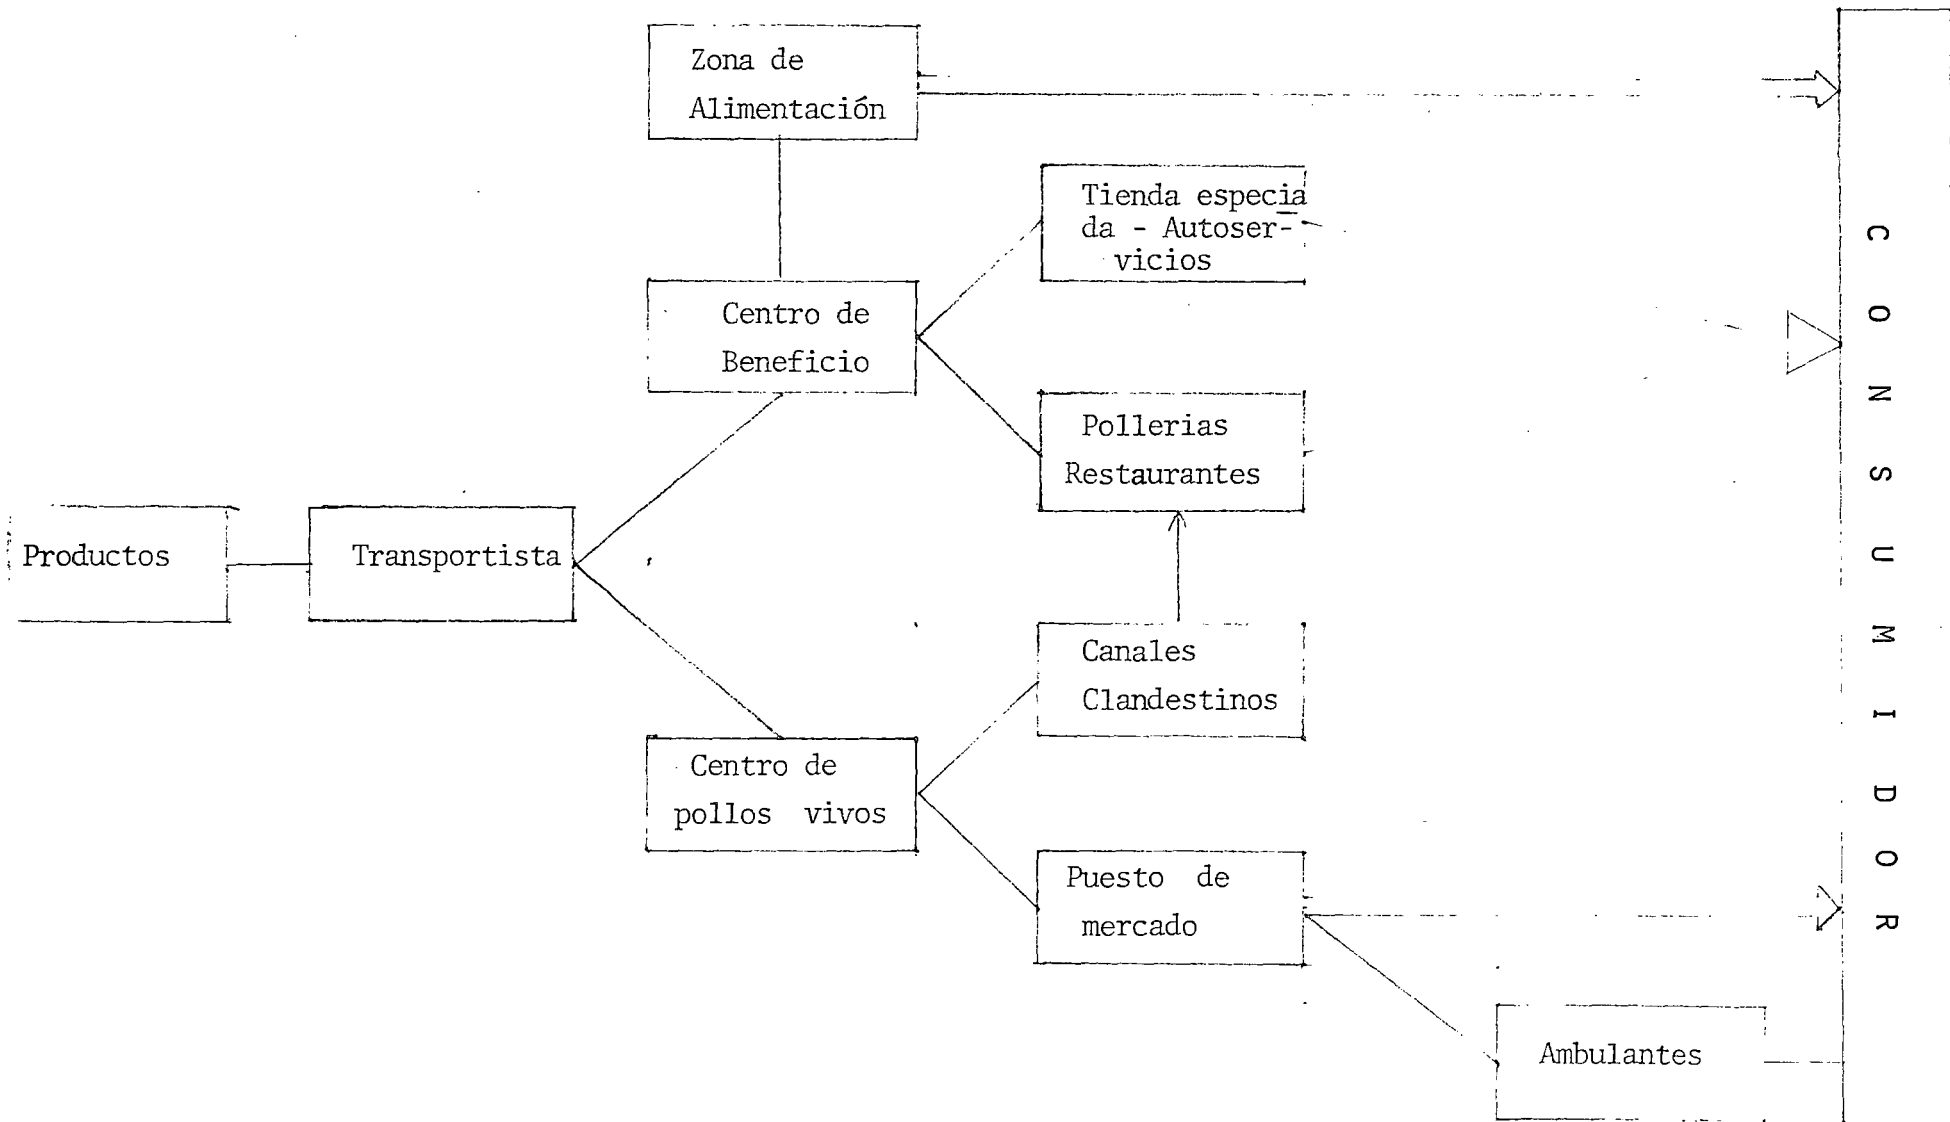 Zona de
Alimentación
Tienda especia
da - Autoser-
vicios
Centro de
Beneficio
Pollerias
Restaurantes
Productos
Transportista
Canales
Clandestinos
Centro de
pollos vivos
Puesto de
mercado
Ambulantes
CONSUMIDOR